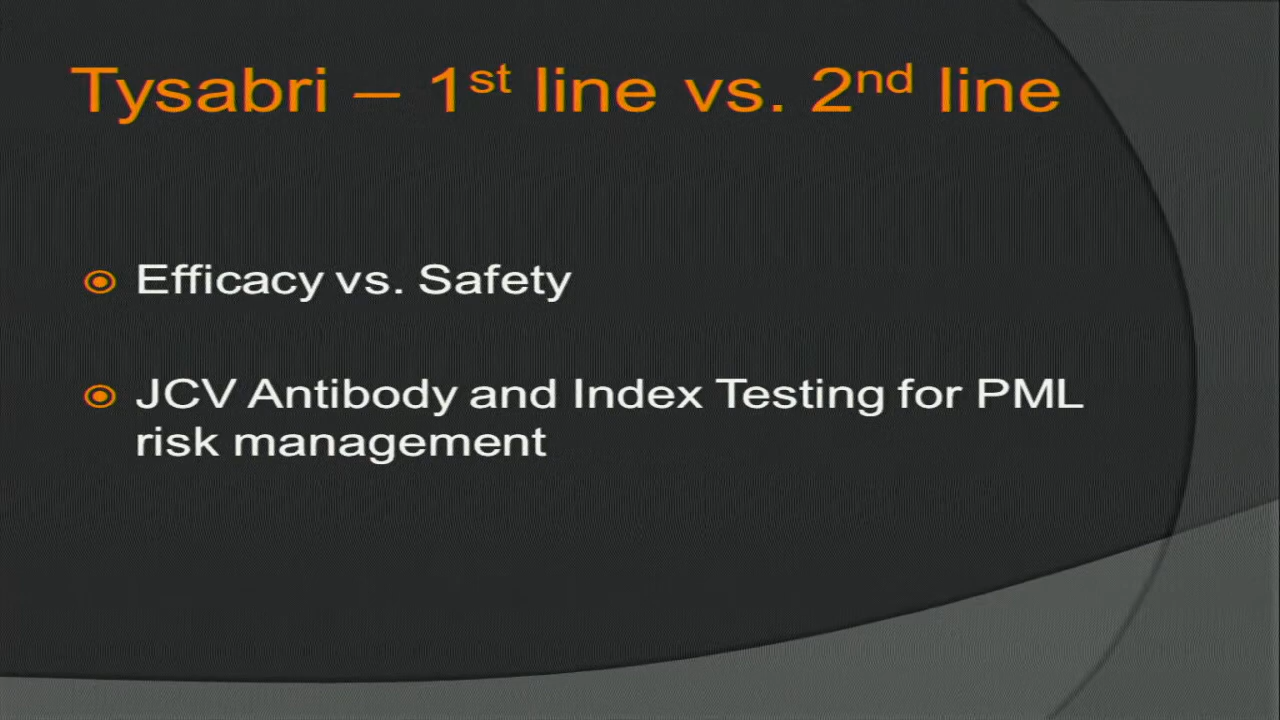 Tysabri – 1st line vs. 2nd line
Efficacy vs. Safety
JCV Antibody and Index Testing for PML
risk management